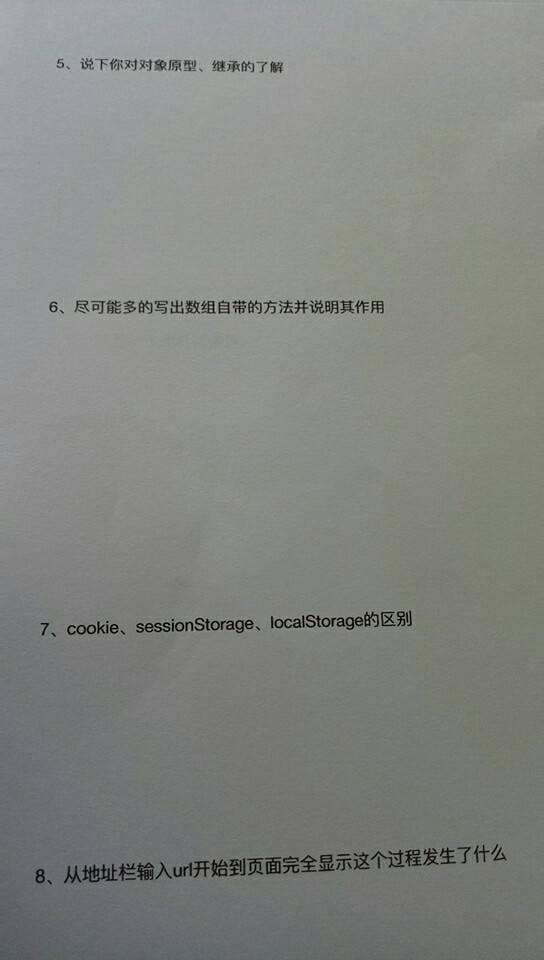 5、说下你对对象原型、继承的了解
6、尽可能多的写出数组自带的方法并说明其作用
7、cookie、sessionStorage、localStorage的区别
8、从地址栏输入url开始到页面完全显示这个过程发生了什么